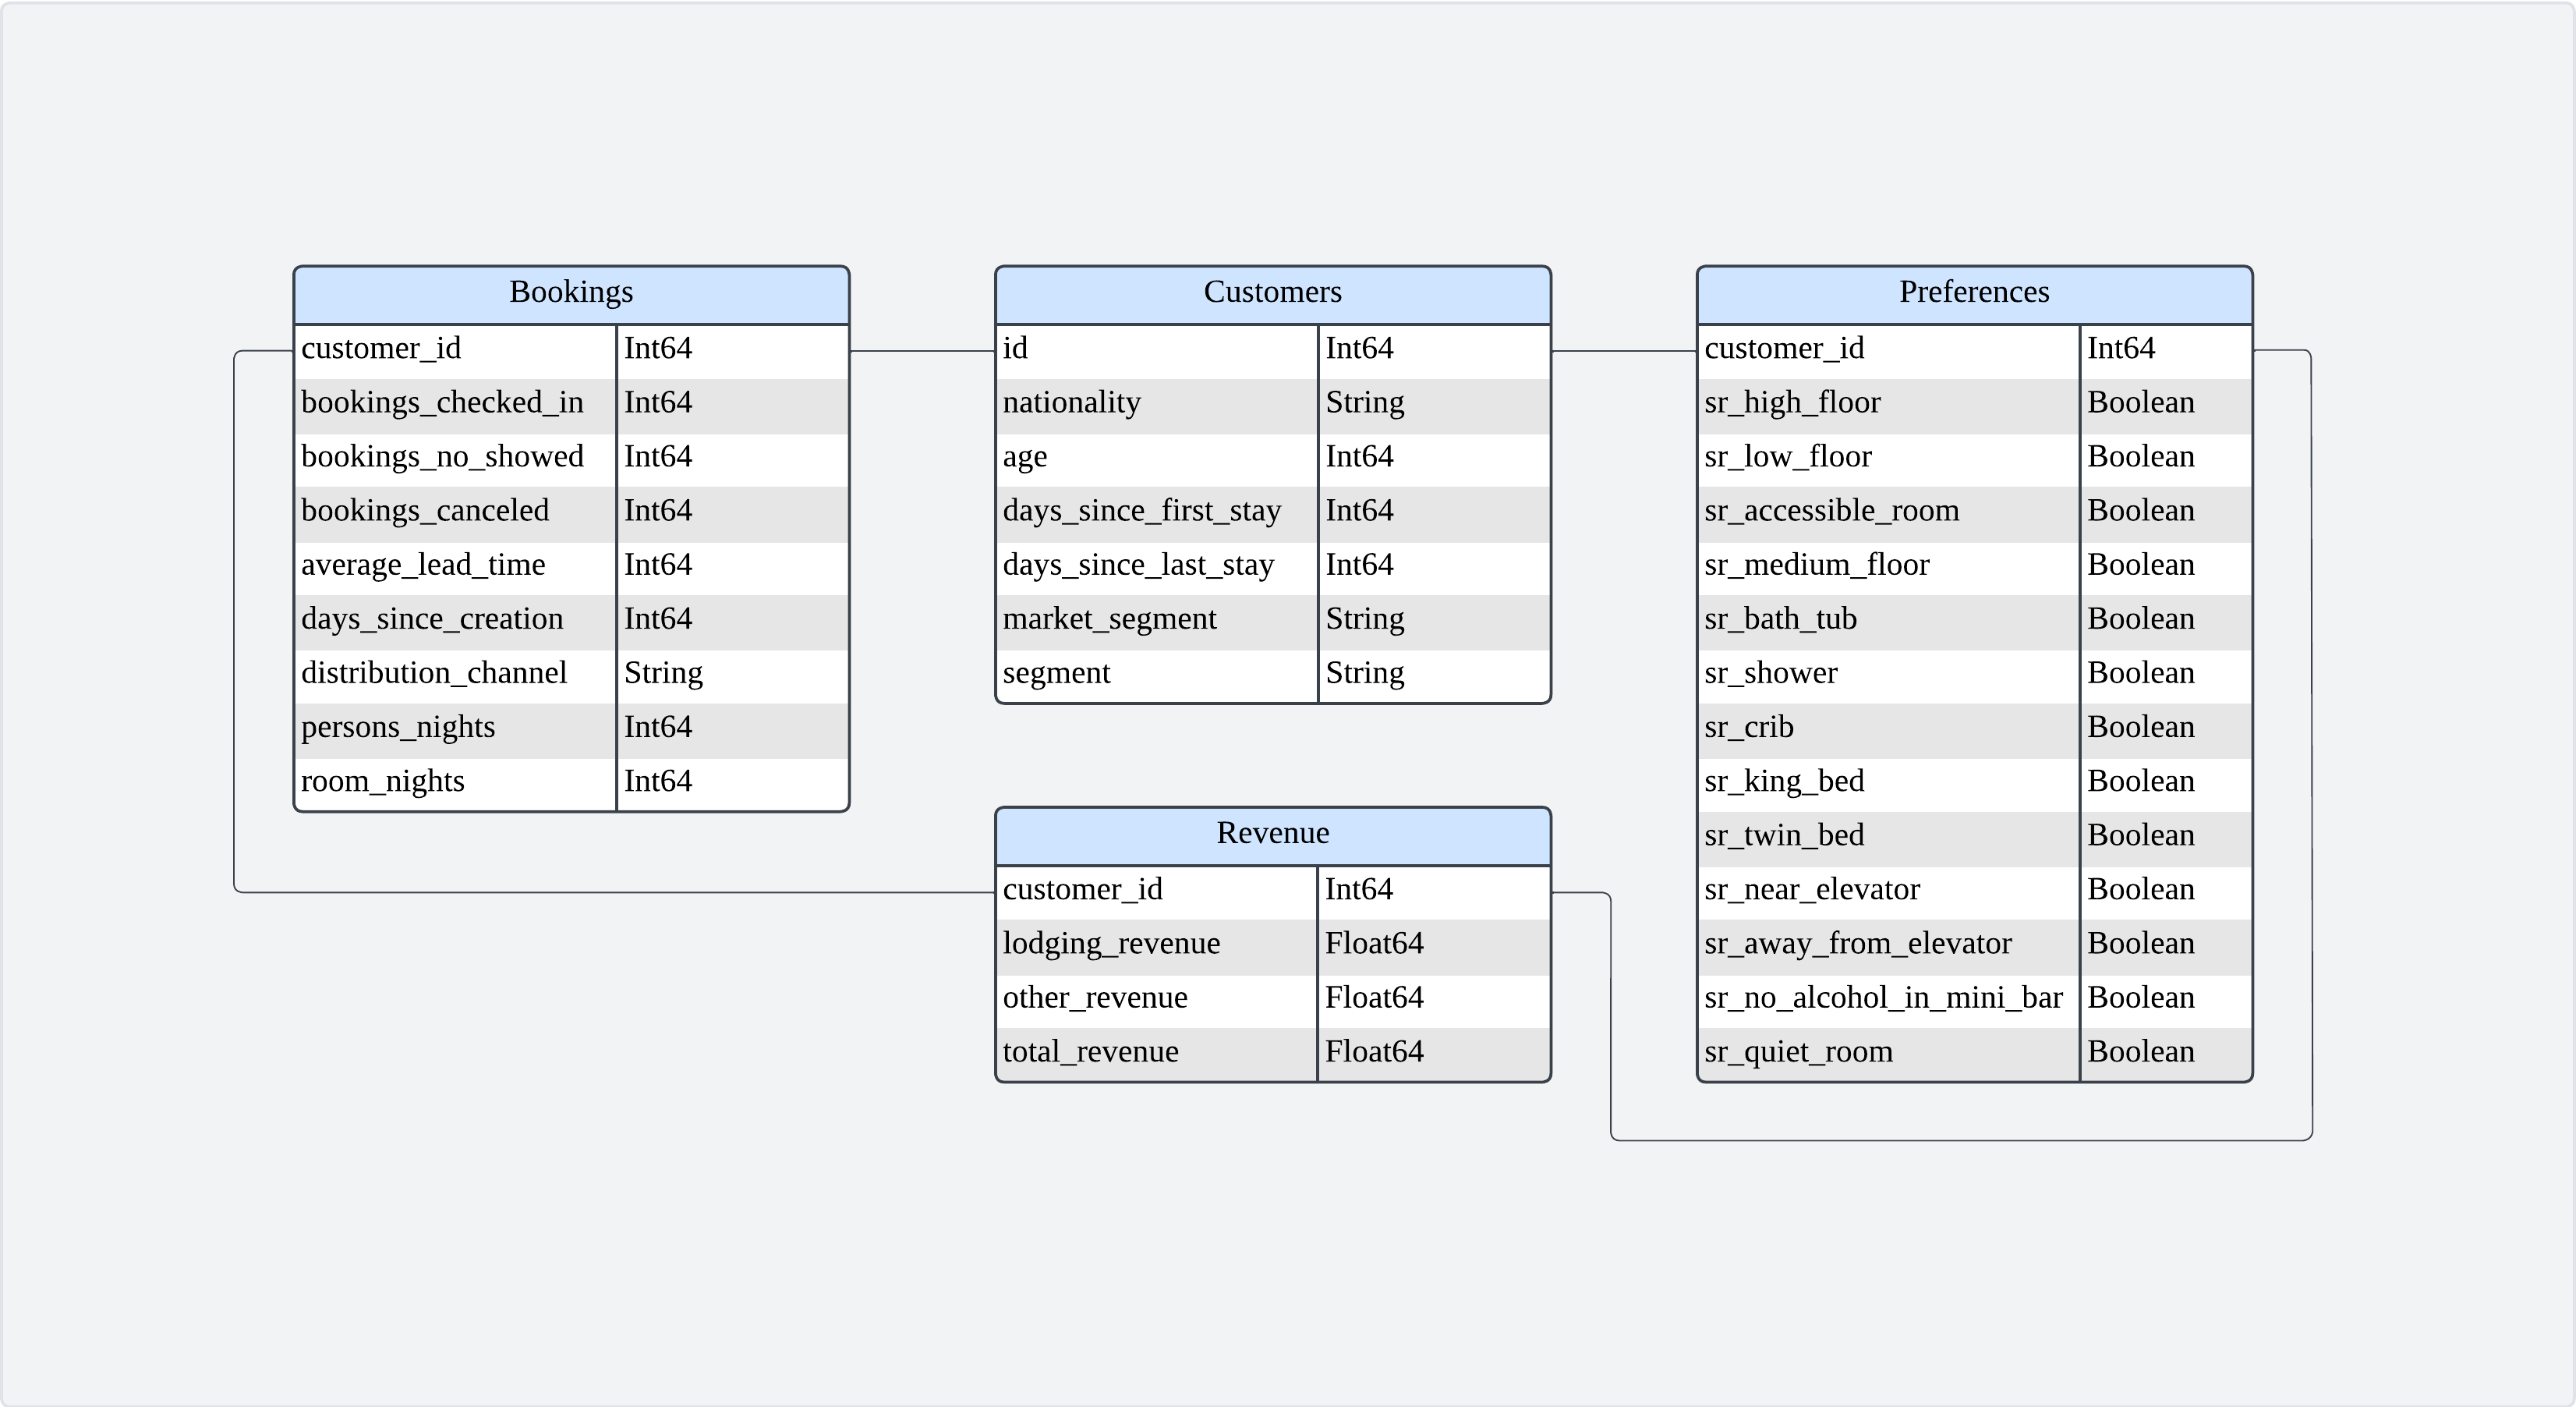 Bookings
customer_id Int64
bookings_checked_in Int64
bookings_no_showed Int64
bookings_canceled Int64
average_lead_time Int64
days_since_creation Int64
distribution_channel String
persons_nights Int64
room_nights Int64
Customers
id Int64
nationality String
age Int64
days_since_first_stay Int64
days_since_last_stay Int64
market_segment String
segment String
Revenue
customer_id Int64
lodging_revenue Float64
other_revenue Float64
total_revenue Float64
Preferences
customer_id Int64
sr_high_floor Boolean
sr_low_floor Boolean
sr_accessible_room Boolean
sr_medium_floor Boolean
sr_bath_tub Boolean
sr_shower Boolean
sr_crib Boolean
sr_king_bed Boolean
sr_twin_bed Boolean
sr_near_elevator Boolean
sr_away_from_elevator Boolean
sr_no_alcohol_in_mini_bar Boolean
sr_quiet_room Boolean